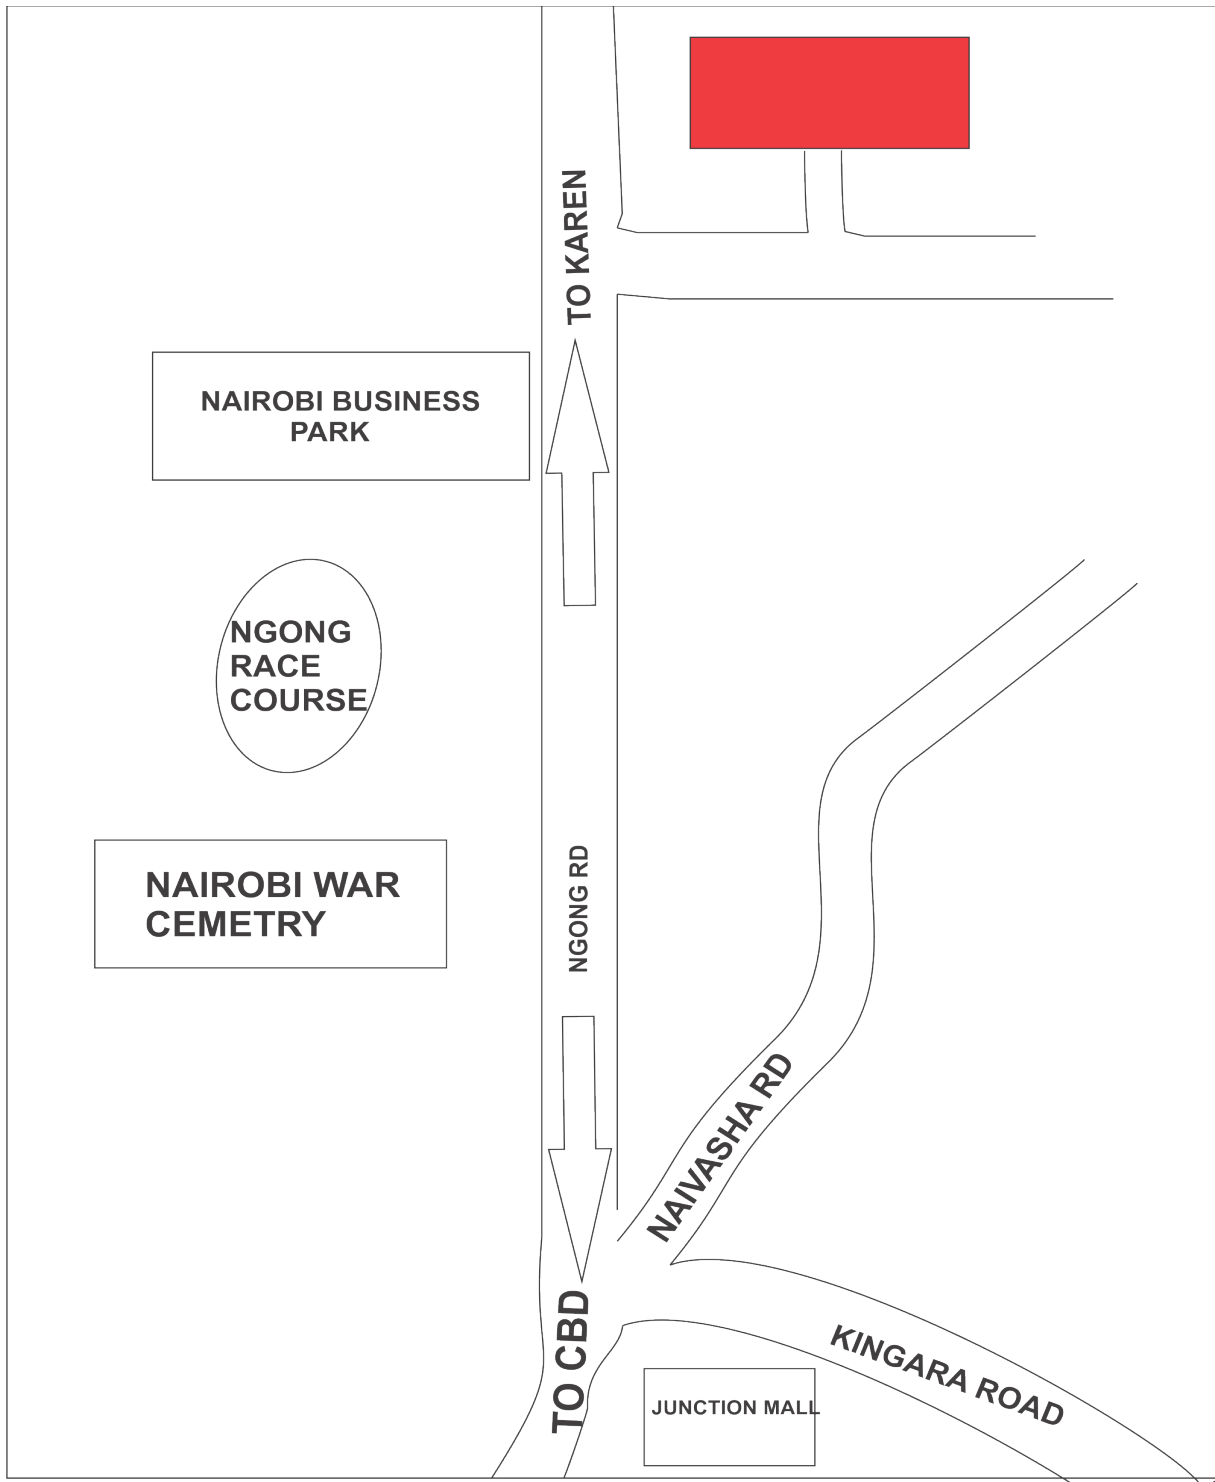 TO KAREN
NAIROBI BUSINESS
PARK
NGONG
RACE
COURSE
NGONG RD
NAIROBI WAR
CEMETRY
NAIVASHA RD
TO CBD
KINGARA ROAD
JUNCTION MALL